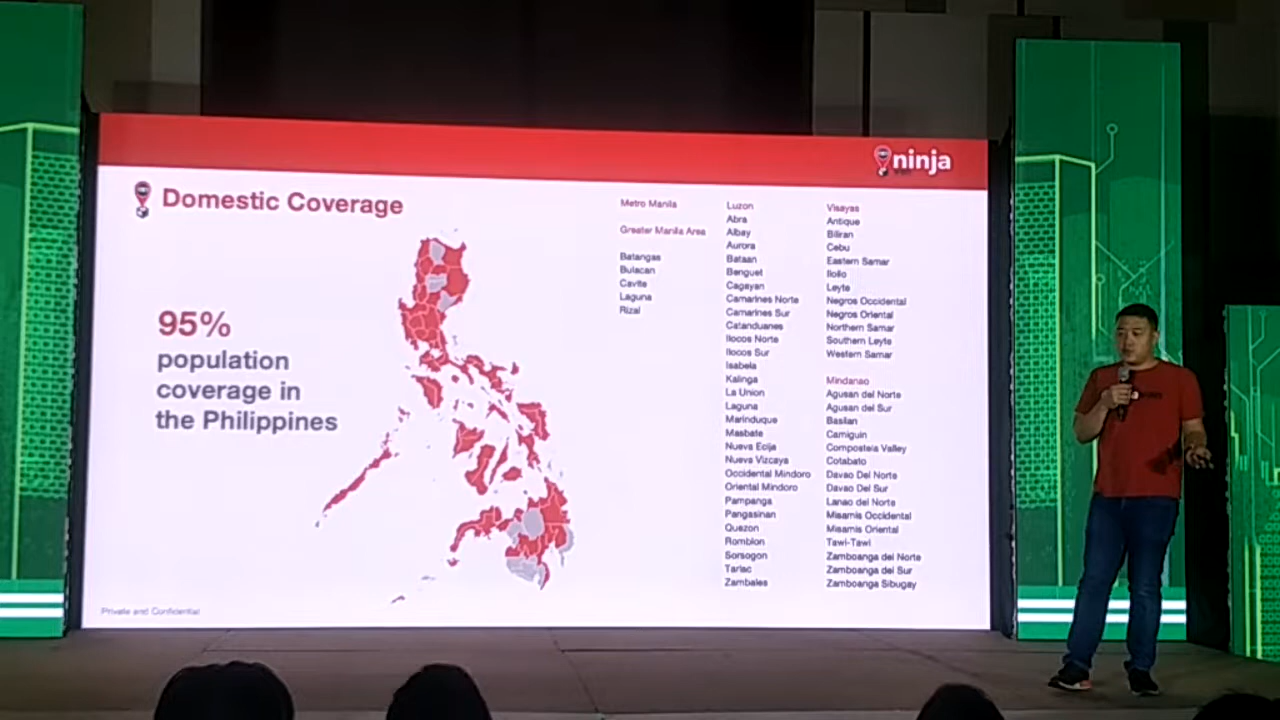 ninja
Domestic Coverage
95%
population
coverage in
the Philippines
Metro Manila
Greater Manila Area
Batangas
Bulacan
Cavite
Laguna
Rizal
Luzon
Abra
Albay
Aurora
Bataan
Benguet
Cagayan
Camarines Norte
Camarines Sur
Catanduanes
Ilocos Norte
Ilocos Sur
Isabela
Kalinga
La Union
Laguna
Marinduque
Masbate
Nueva Ecija
Nueva Vizcaya
Occidental Mindoro
Oriental Mindoro
Pampanga
Pangasinan
Quezon
Romblon
Sorsogon
Tarlac
Zambales
Visayas
Antique
Biliran
Cebu
Eastern Samar
Iloilo
Leyte
Negros Occidental
Negros Oriental
Northern Samar
Southern Leyte
Western Samar
Mindanao
Agusan del Norte
Agusan del Sur
Basilan
Camiguin
Compostela Valley
Cotabato
Davao Del Norte
Davao Del Sur
Lanao del Norte
Misamis Occidental
Misamis Oriental
Tawi-Tawi
Zamboanga del Norte
Zamboanga del Sur
Zamboanga Sibugay
Private and Confidential